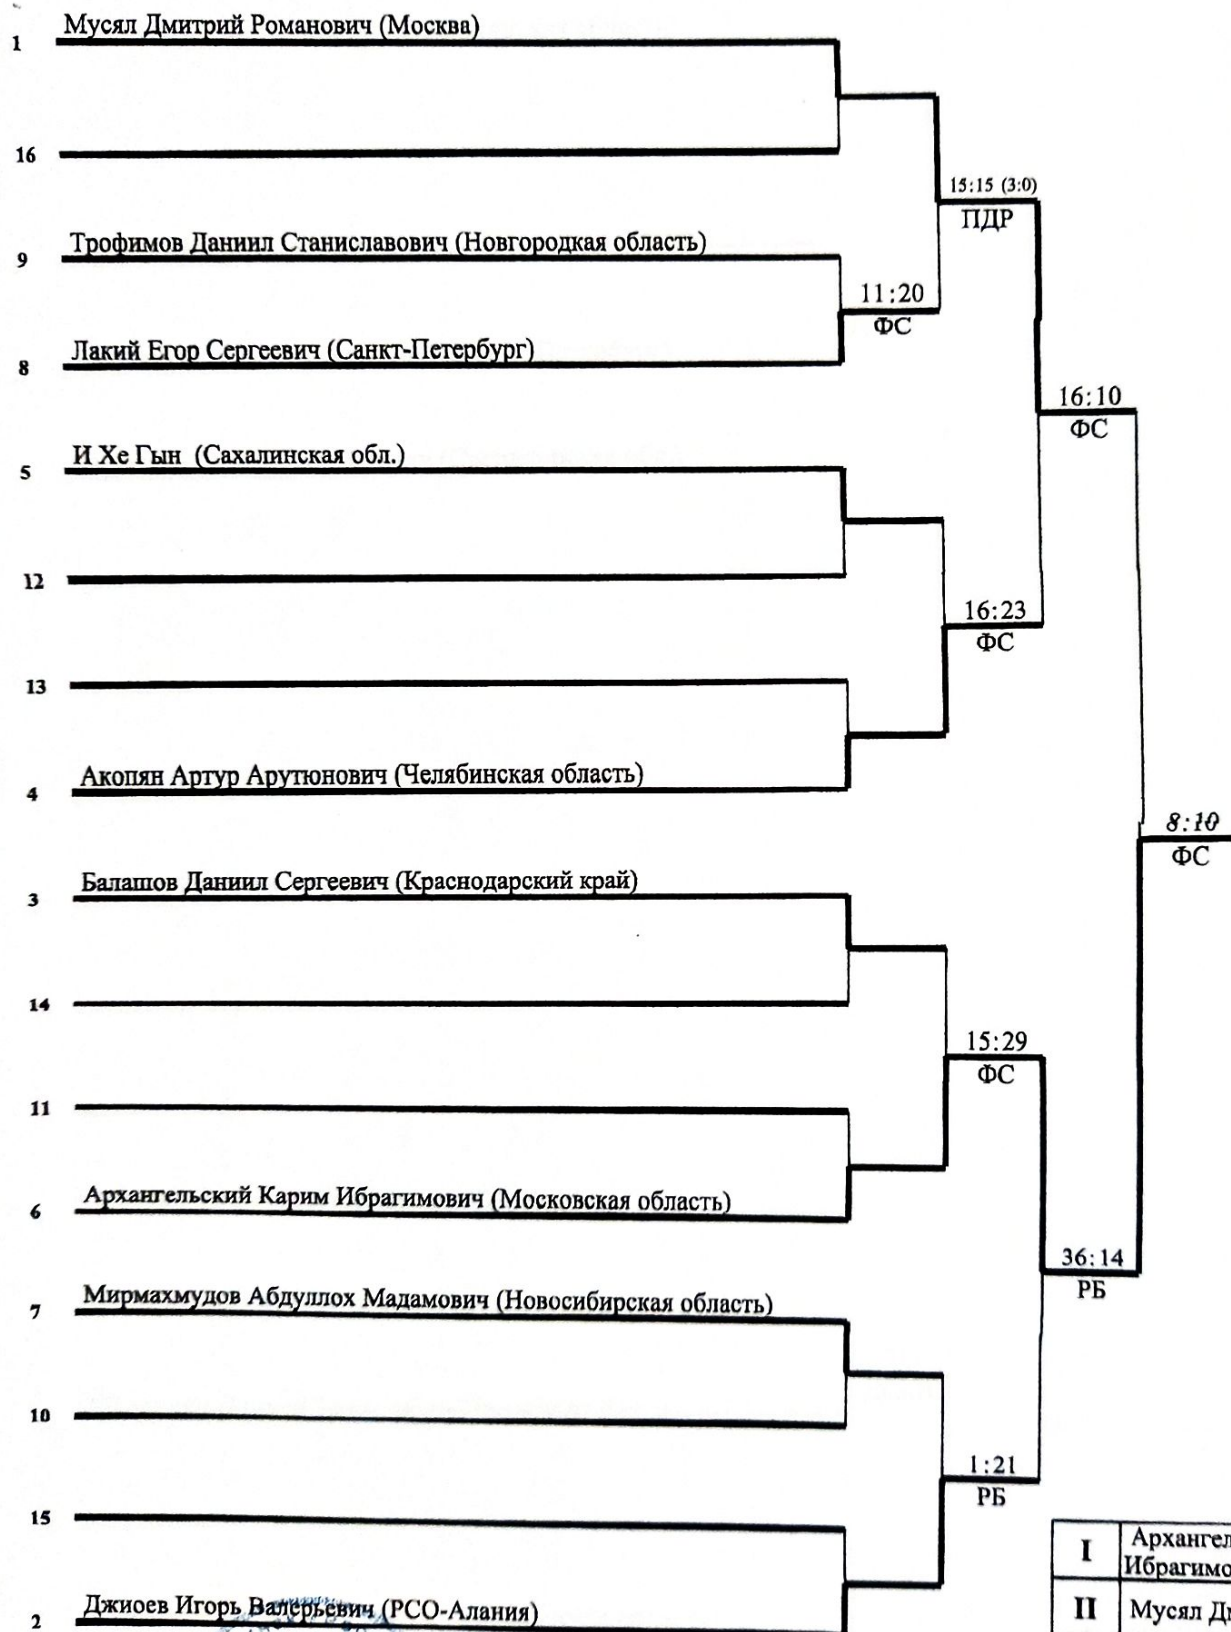 Мусял Дмитрий Романович (Москва)
1
16
15:15 (3:0)
ПДР
Трофимов Даниил Станиславович (Новгородкая область)
9
11:20
ФС
Лакий Егор Сергеевич (Санкт-Петербург)
8
16:10
ФС
И Хе Гын (Сахалинская обл.)
5
12
16:23
ФС
13
Акопян Артур Арутюнович (Челябинская область)
4
8:10
ФС
Балашов Даниил Сергеевич (Краснодарский край)
3
14
15:29
ФС
11
Архангельский Карим Ибрагимович (Московская область)
6
36:14
РБ
Мирмахмудов Абдуллох Мадамович (Новосибирская область)
7
10
1:21
РБ
15
I Архангел
Ибрагимо
Джиоев Игорь Валерьевич (РСО-Алания)
2
II Мусял Дм